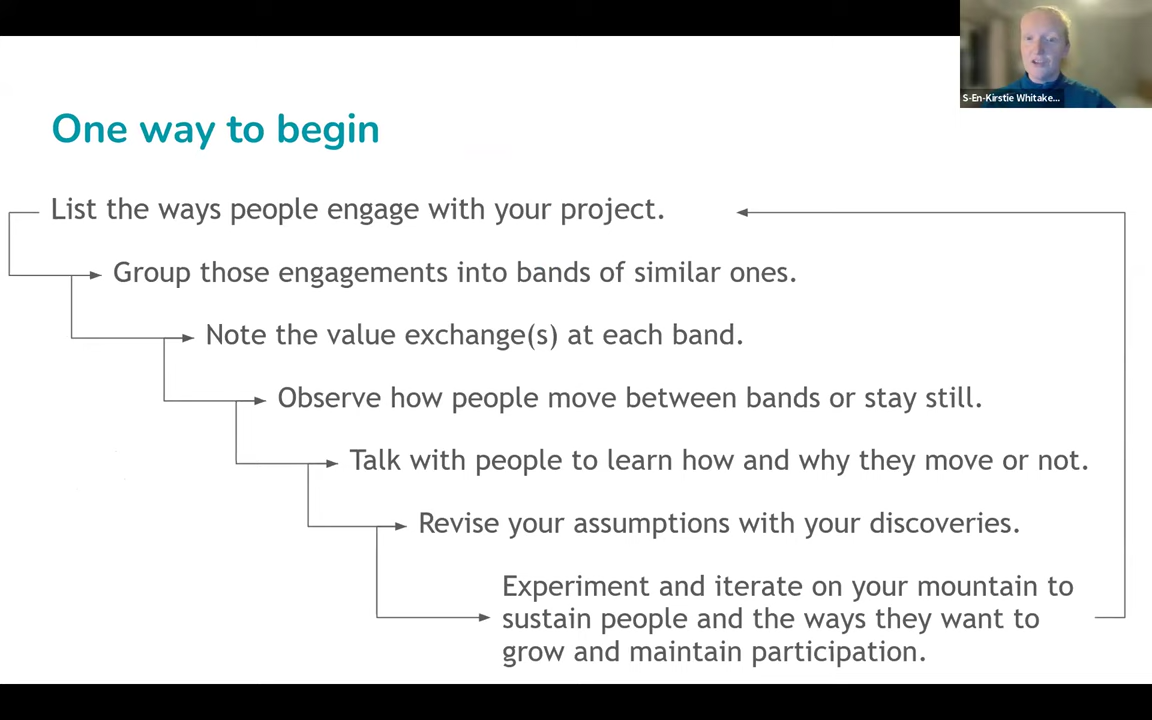 S-En-Kirstie Whitake...
One way to begin
List the ways people engage with your project.
Group those engagements into bands of similar ones.
Note the value exchange(s) at each band.
Observe how people move between bands or stay still.
Talk with people to learn how and why they move or not.
Revise your assumptions with your discoveries.
Experiment and iterate on your mountain to
sustain people and the ways they want to
grow and maintain participation.